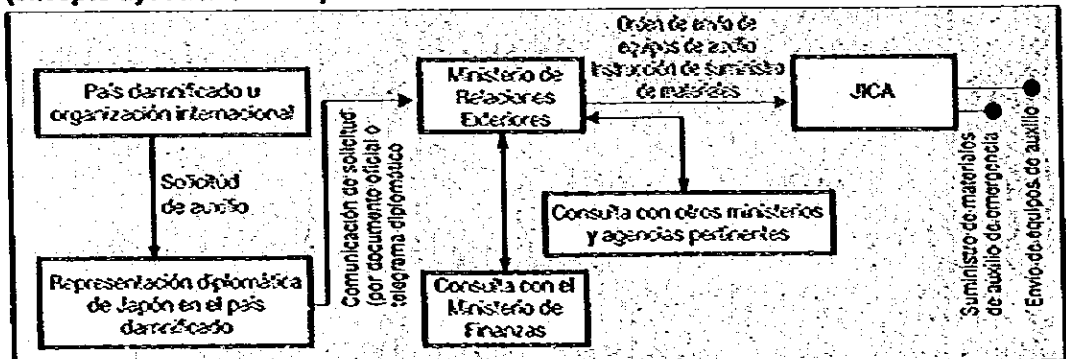 País damnificado u
organización internacional
Solicitud
de auxilio
Representación diplomática
de Japón en el país
damnificado
Comunicación de solicitud
(por documento oficial o
telegrama diplomático
Ministerio de
Relaciones
Exteriores
Consulta con el
Ministerio de
Finanzas
Consulta con otros ministerios
y agencias pertinentes
Orden de envío de
equipos de auxilio
Instrucción de suministro
de materiales
JICA
Suministro de materiales
de auxilio de emergencia
Envío de equipos de auxilio